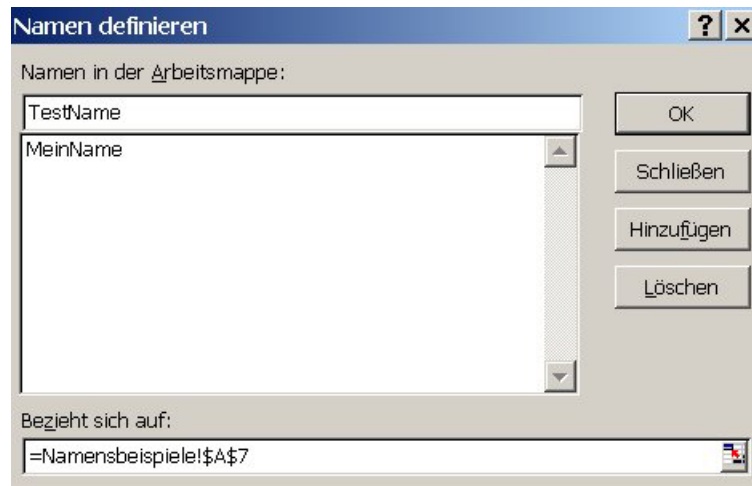 Namen definieren
Namen in der Arbeitsmappe:
TestName
OK
MeinName
Schließen
Hinzufügen
Löschen
Bezieht sich auf:
=Namensbeispiele!$A$7